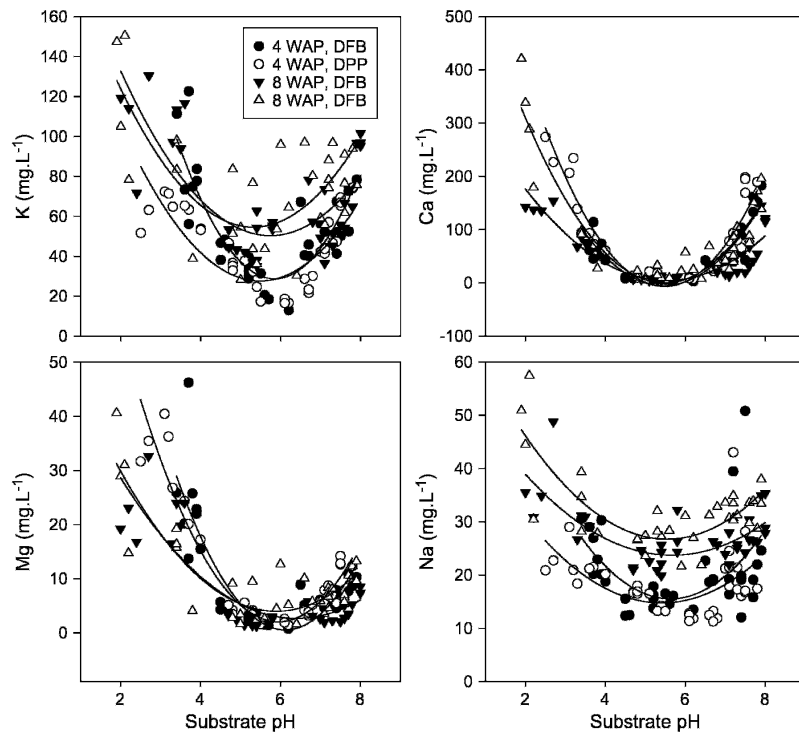 160
140
120
100
80
60
40
20
0
K (mg.L-1)
4 WAP, DFB
4 WAP, DPP
8 WAP, DFB
8 WAP, DFB
500
400
300
200
100
0
-100
Ca (mg.L-1)
50
40
30
20
10
0
Mg (mg.L-1)
2 4 6 8
Substrate pH
60
50
40
30
20
10
0
Na (mg.L-1)
2 4 6 8
Substrate pH